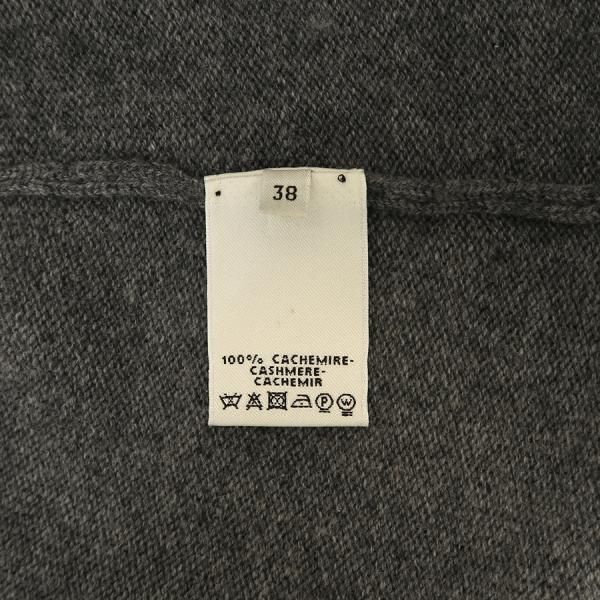 38
100% CACHEMIRE-
CASHMERE-
CACHEMIR
P W